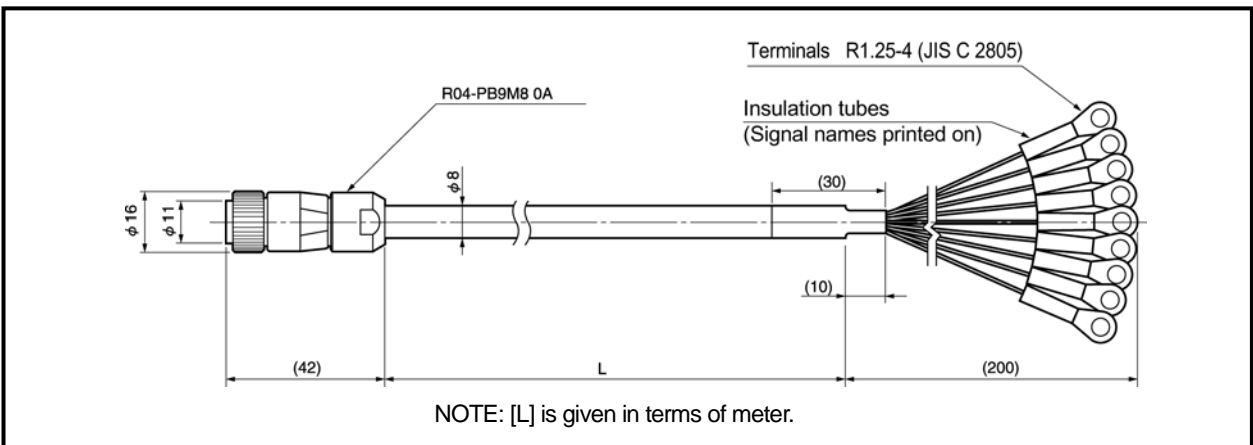 Terminals R1.25-4 (JIS C 2805)
R04-PB9M8 0A
Insulation tubes
(Signal names printed on)
φ16
φ11
φ8
(30)
(10)
(42)
L
(200)
NOTE: [L] is given in terms of meter.